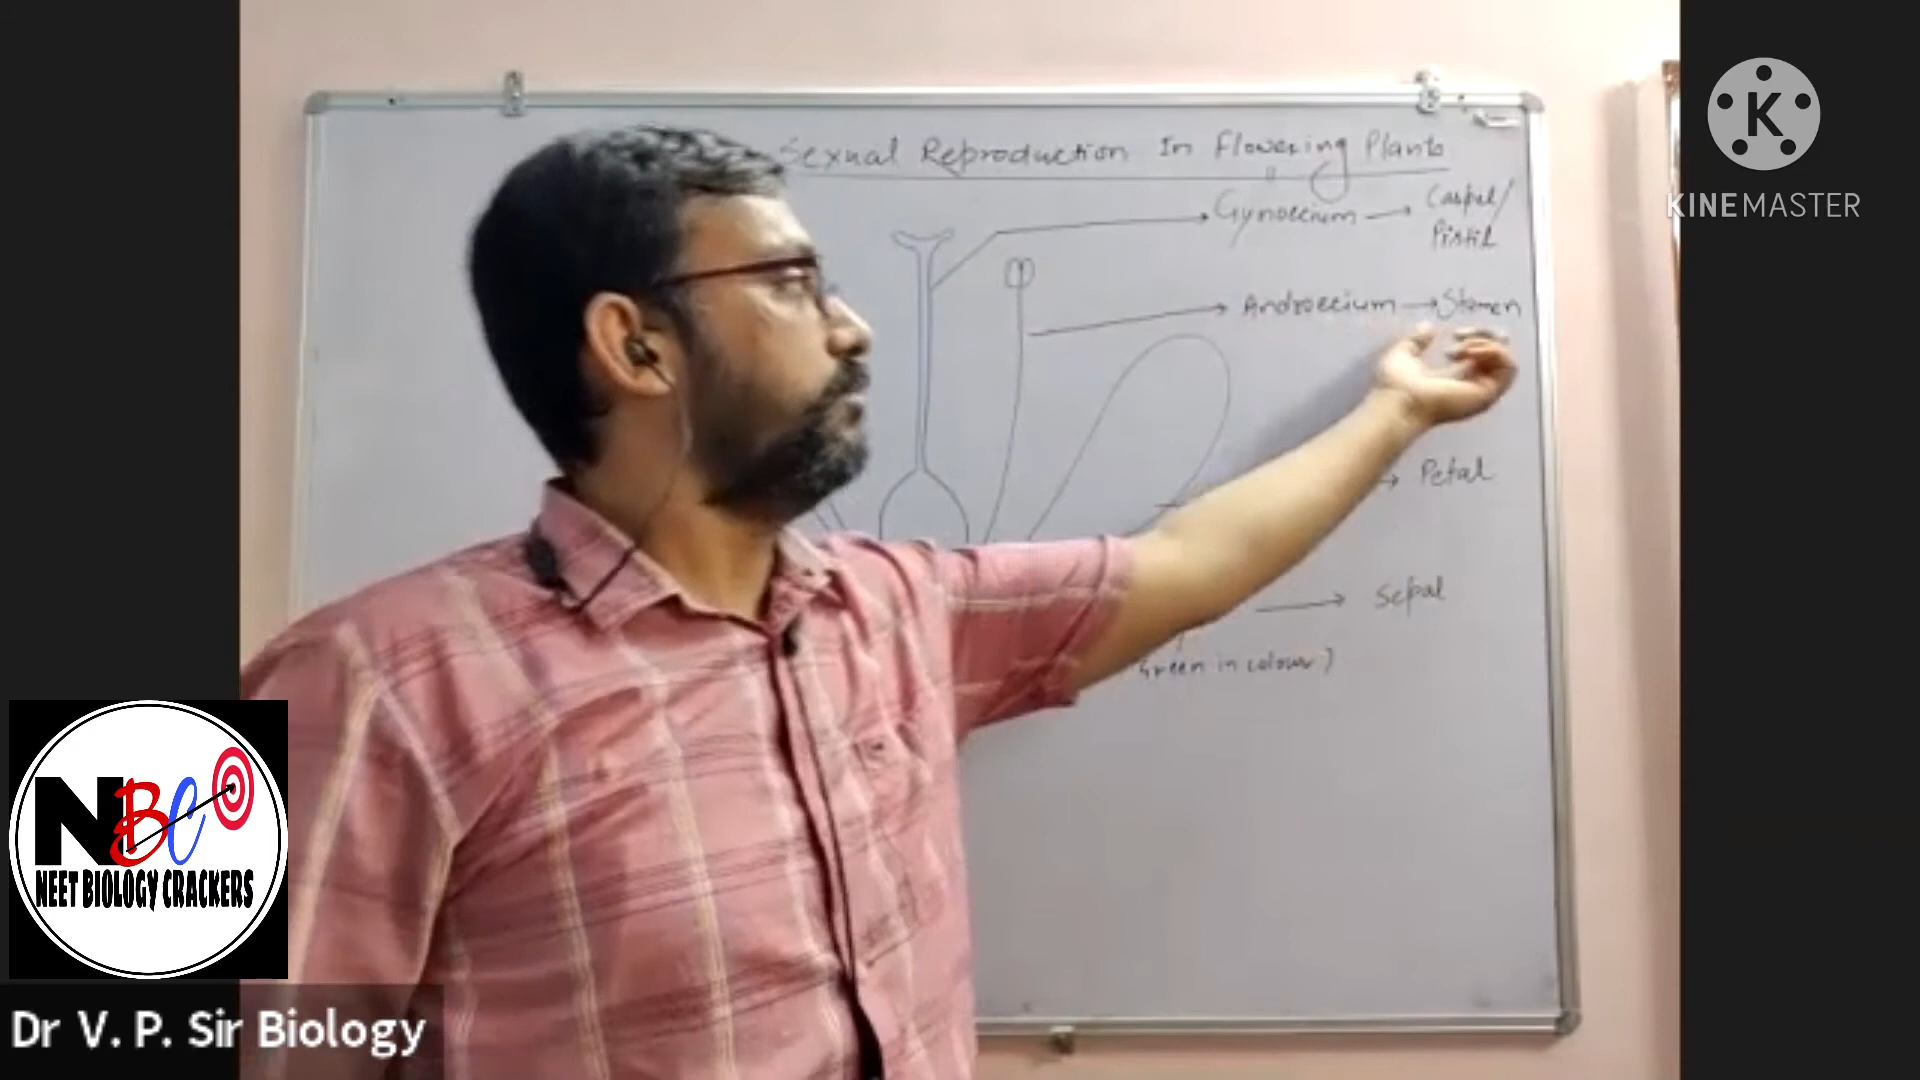 Sexual Reproduction In Flowering Plants
Gynoecium → Carpel/
Pistil
Androecium → Stamen
→ Petal
→ Sepal
Green in colour)
K
KINEMASTER
NBC
NEET BIOLOGY CRACKERS
Dr V. P. Sir Biology